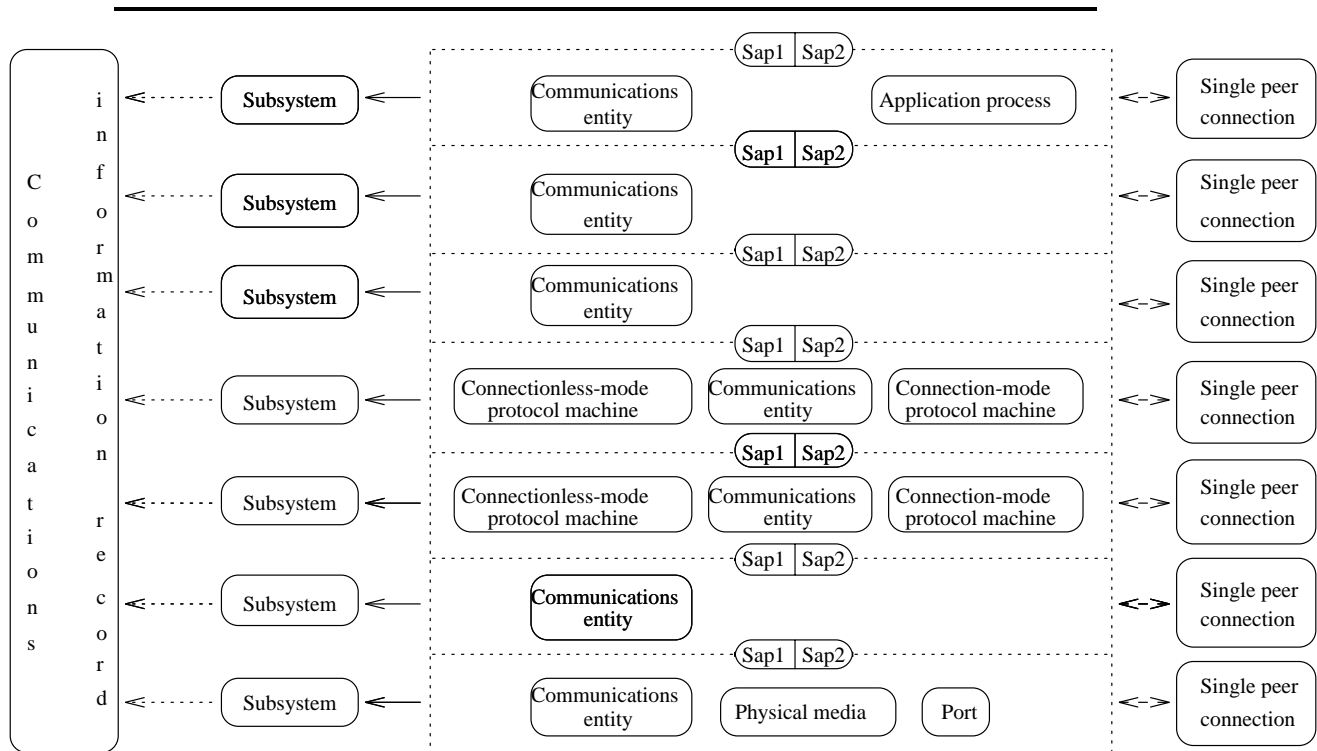 Communications
information record
Sap1 Sap2
Subsystem
Communications
entity
Application process
Single peer
connection
Sap1 Sap2
Subsystem
Communications
entity
Single peer
connection
Sap1 Sap2
Subsystem
Communications
entity
Single peer
connection
Sap1 Sap2
Subsystem
Connectionless-mode
protocol machine
Communications
entity
Connection-mode
protocol machine
Single peer
connection
Sap1 Sap2
Subsystem
Connectionless-mode
protocol machine
Communications
entity
Connection-mode
protocol machine
Single peer
connection
Sap1 Sap2
Subsystem
Communications
entity
Single peer
connection
Sap1 Sap2
Subsystem
Communications
entity
Physical media
Port
Single peer
connection